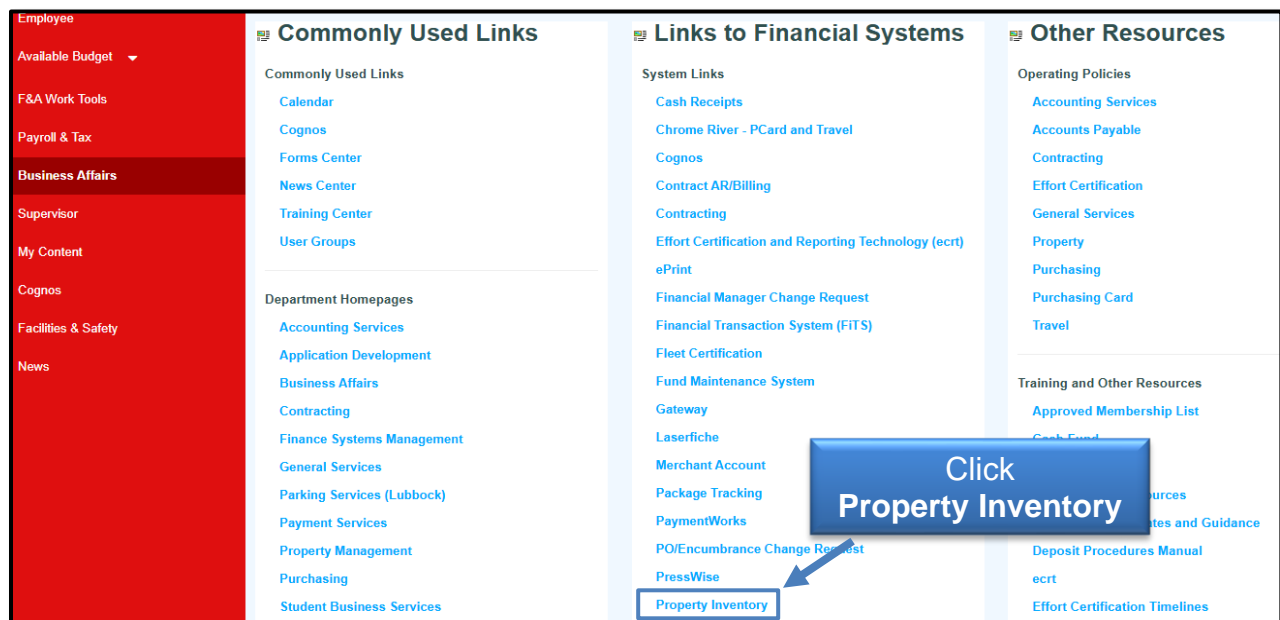 Employee
Available Budget
F&A Work Tools
Payroll & Tax
Business Affairs
Supervisor
My Content
Cognos
Facilities & Safety
News
Commonly Used Links
Commonly Used Links
Calendar
Cognos
Forms Center
News Center
Training Center
User Groups
Department Homepages
Accounting Services
Application Development
Business Affairs
Contracting
Finance Systems Management
General Services
Parking Services (Lubbock)
Payment Services
Property Management
Purchasing
Student Business Services
Links to Financial Systems
System Links
Cash Receipts
Chrome River - PCard and Travel
Cognos
Contract AR/Billing
Contracting
Effort Certification and Reporting Technology (ecrt)
ePrint
Financial Manager Change Request
Financial Transaction System (FiTS)
Fleet Certification
Fund Maintenance System
Gateway
Laserfiche
Merchant Account
Package Tracking
PaymentWorks
PO/Encumbrance Change Request
PressWise
Property Inventory
Click
Property Inventory
Other Resources
Operating Policies
Accounting Services
Accounts Payable
Contracting
Effort Certification
General Services
Property
Purchasing
Purchasing Card
Travel
Training and Other Resources
Approved Membership List
Cash Fund
and Guidance
Deposit Procedures Manual
ecrt
Effort Certification Timelines